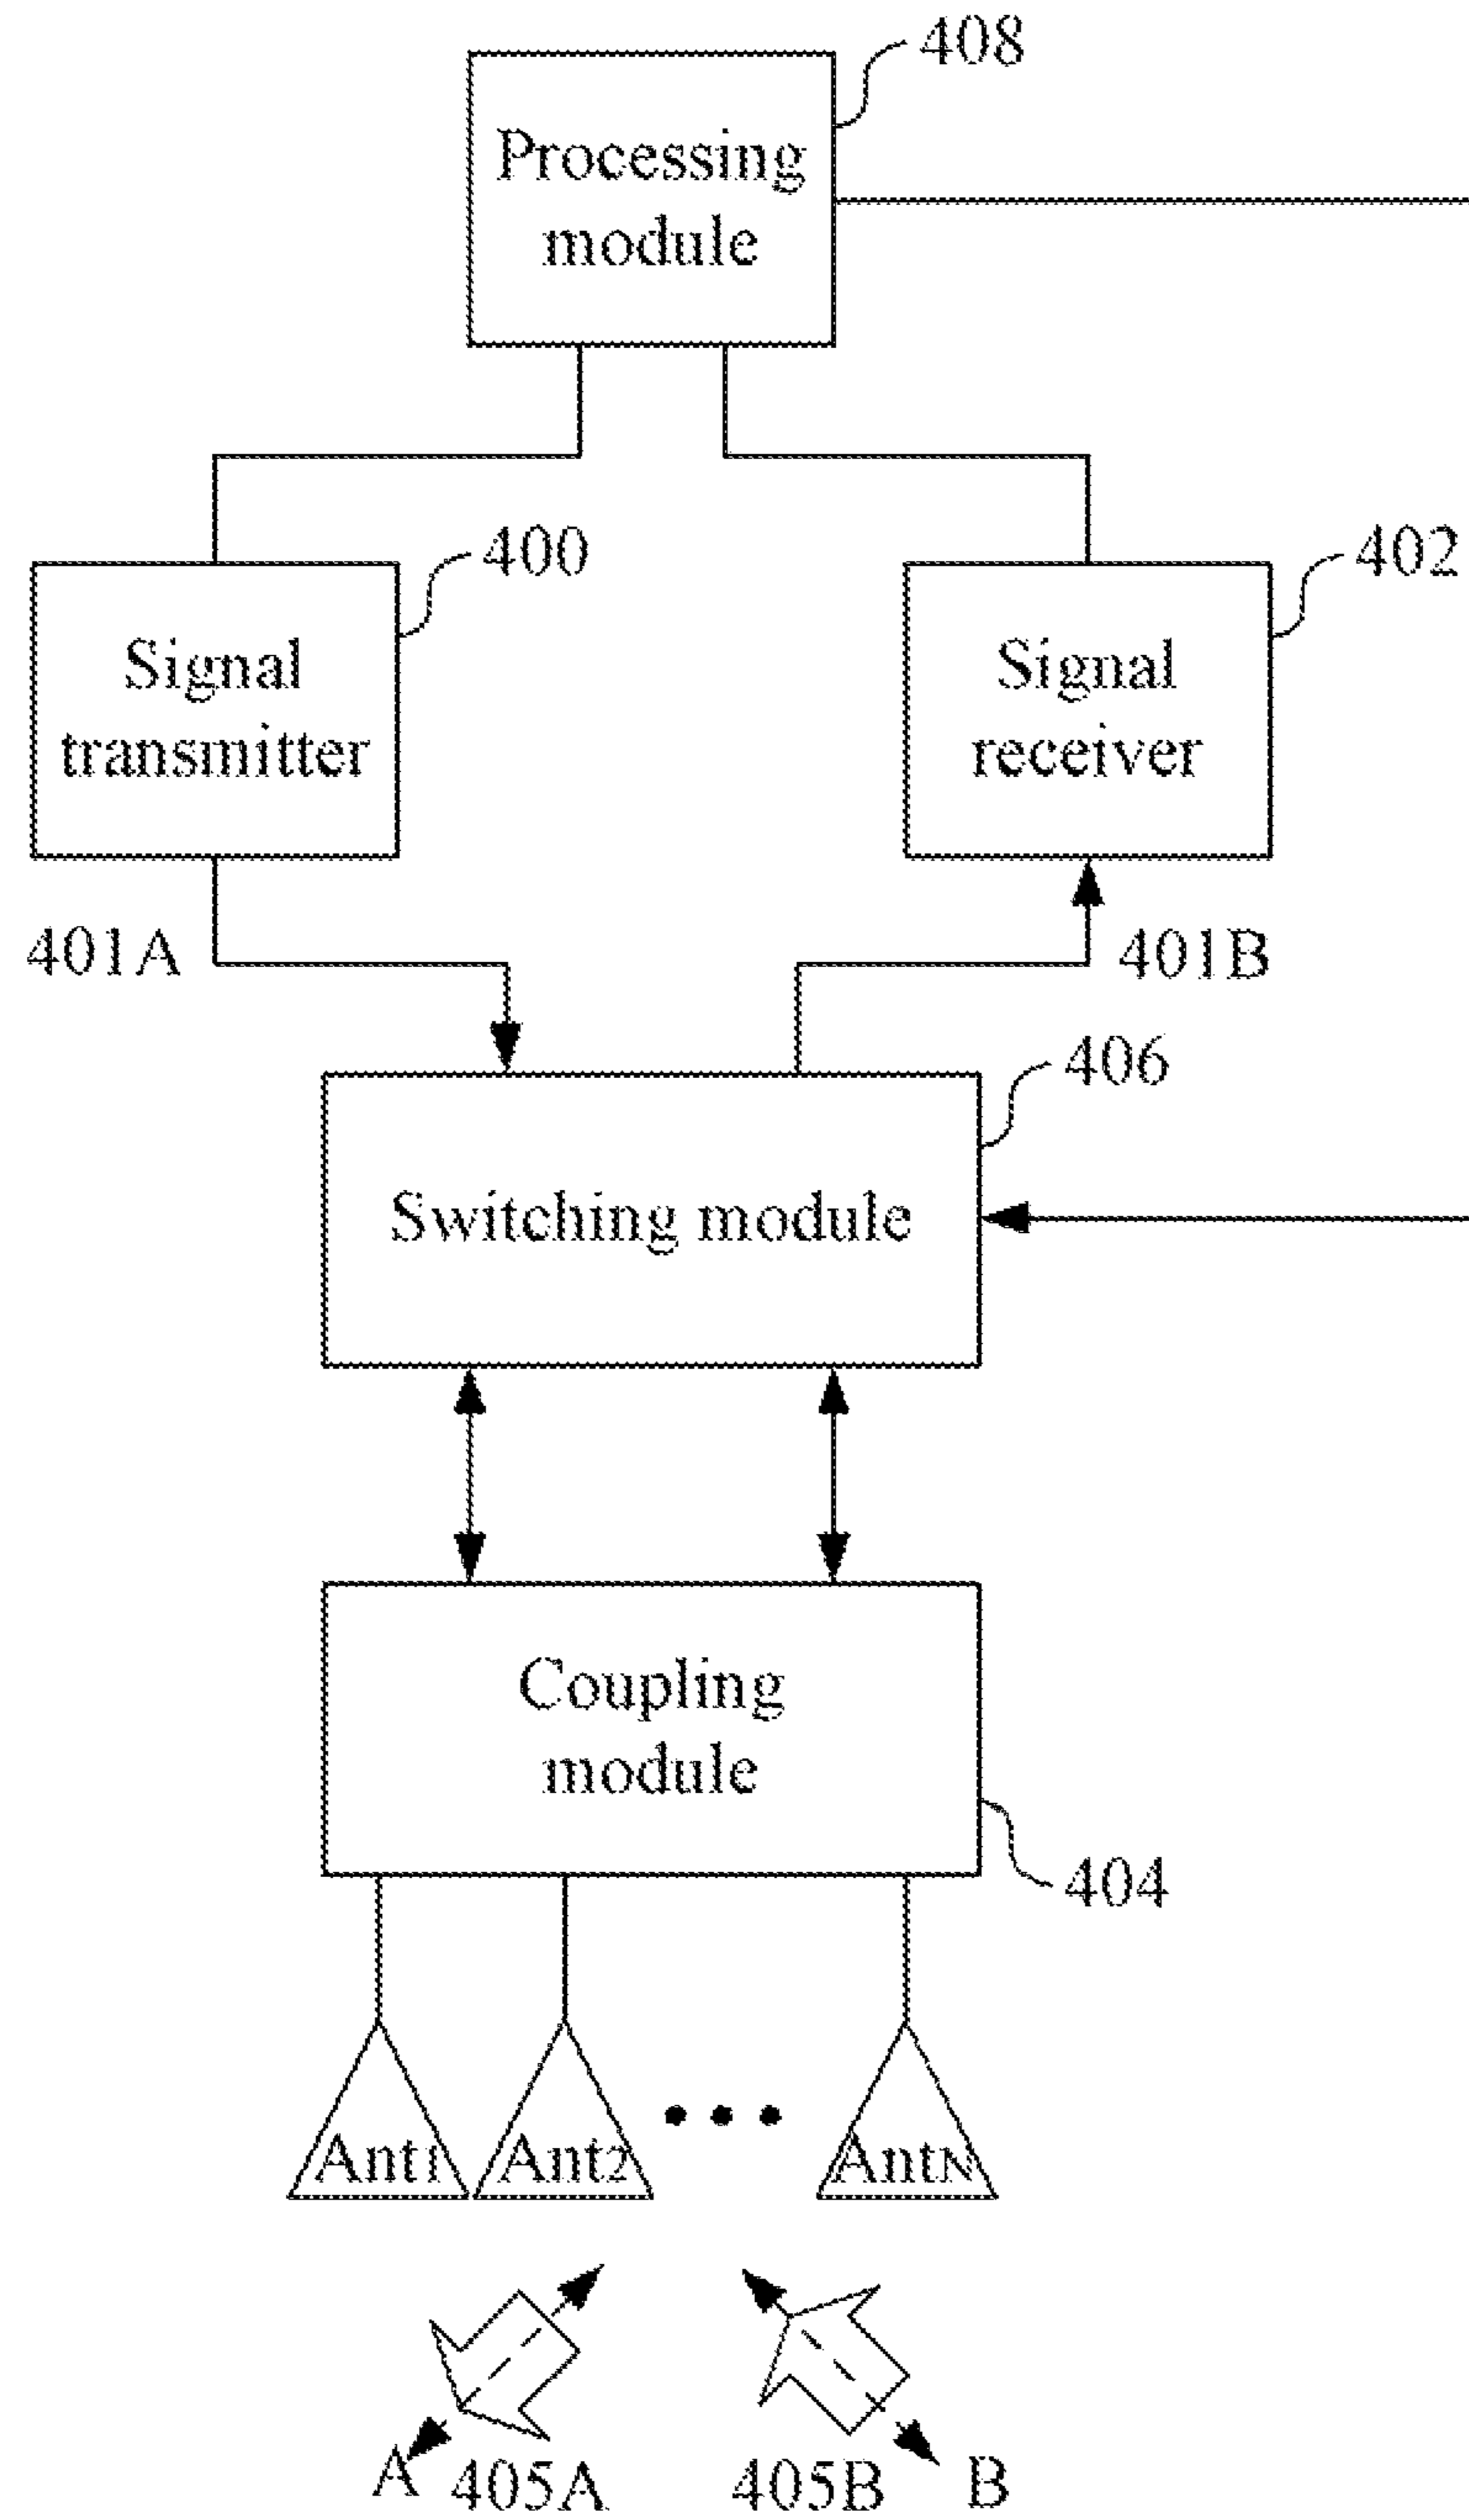 408
Processing
module
400
402
Signal
transmitter
Signal
receiver
401A
401B
406
Switching module
Coupling
module
404
Ant1
Ant2
AntN
A
405A
405B
B